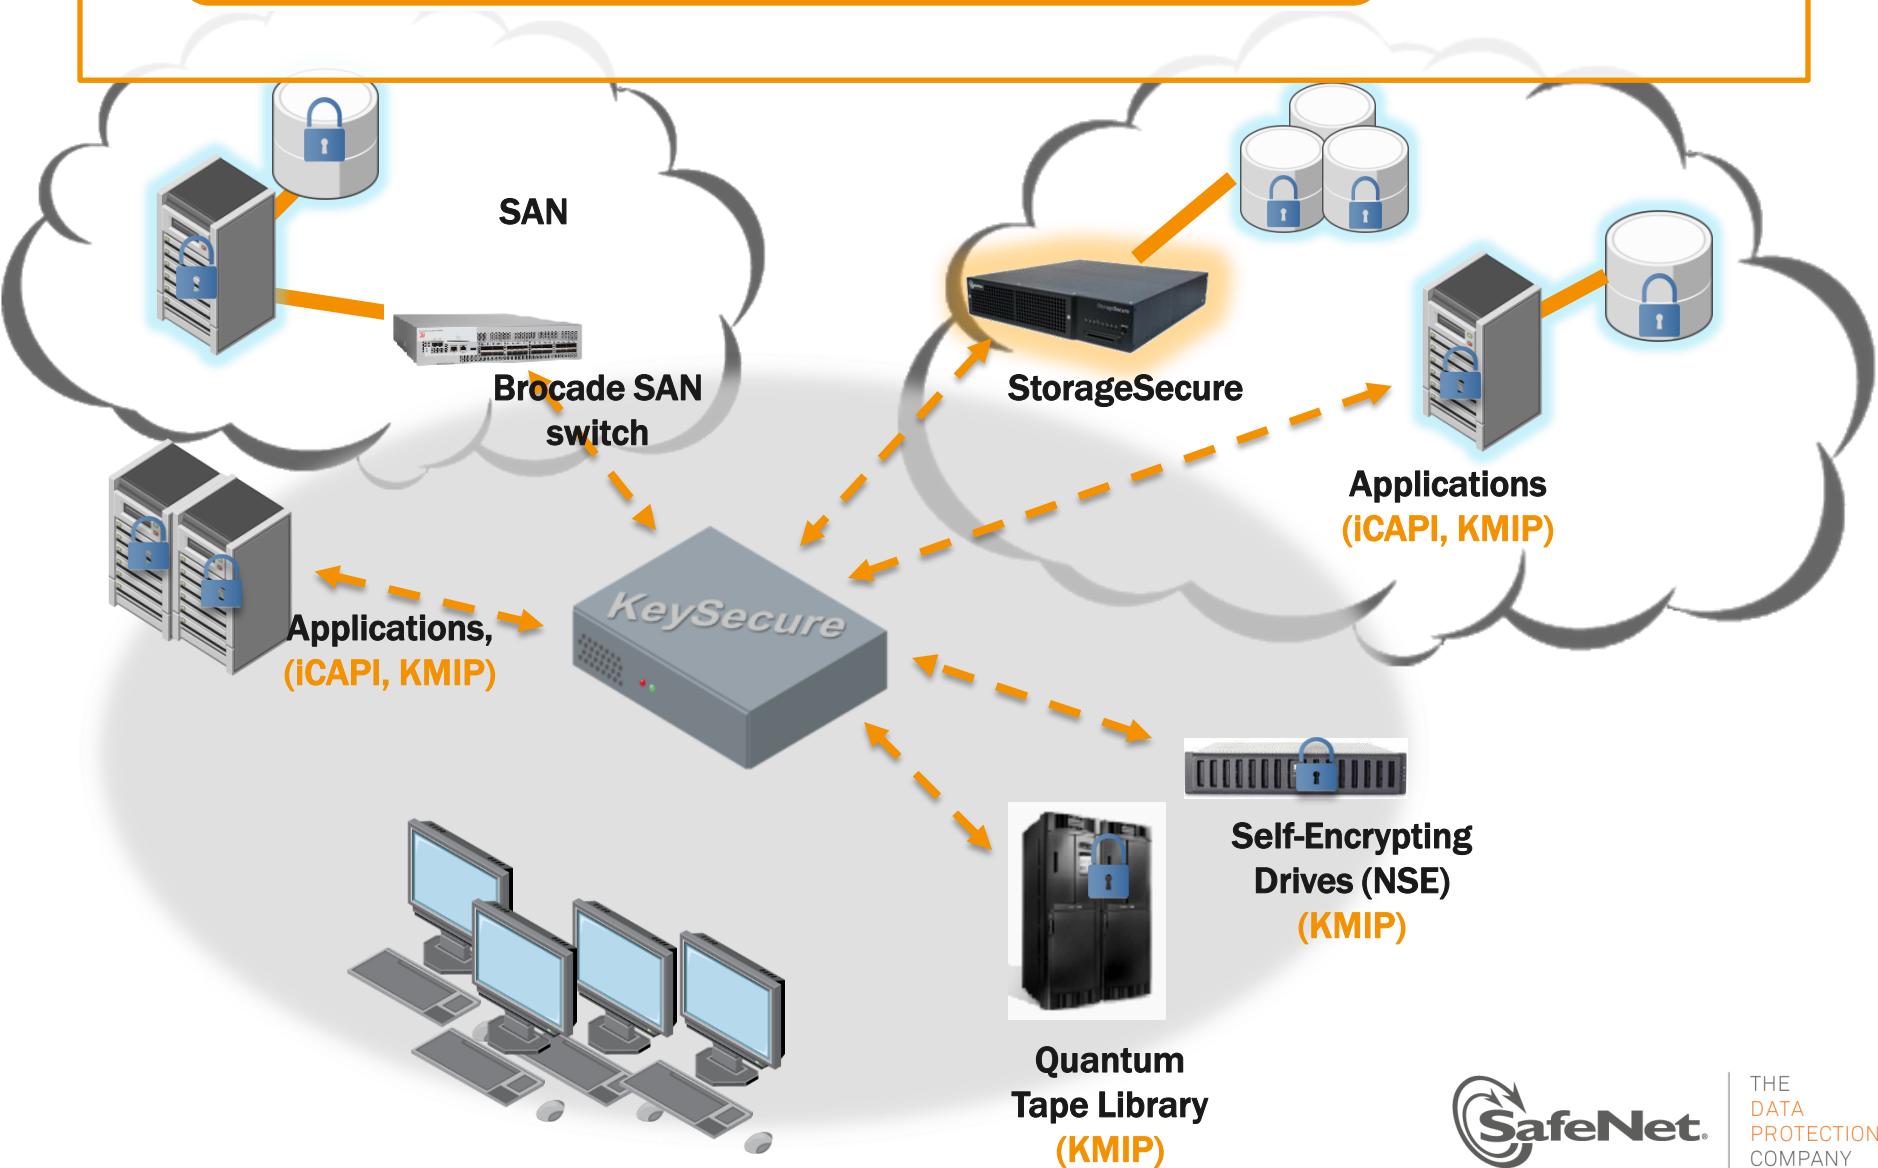 SAN
Brocade SAN
switch
StorageSecure
Applications
(iCAPI, KMIP)
KeySecure
Applications,
(iCAPI, KMIP)
Self-Encrypting
Drives (NSE)
(KMIP)
Quantum
Tape Library
(KMIP)
SafeNet.
THE
DATA
PROTECTION
COMPANY